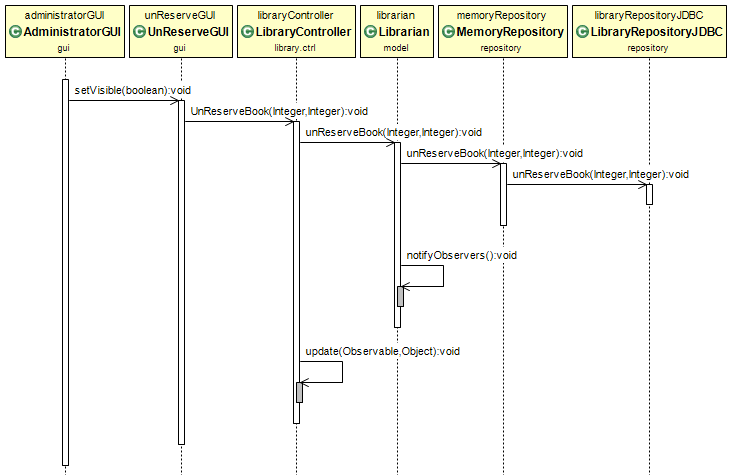 administratorGUI
C AdministratorGUI
gui
unReserveGUI
C UnReserveGUI
gui
libraryController
C LibraryController
library.ctrl
librarian
C Librarian
model
memoryRepository
C MemoryRepository
repository
libraryRepositoryJDBC
C LibraryRepositoryJDBC
repository
setVisible(boolean):void
UnReserveBook(Integer,Integer):void
unReserveBook(Integer,Integer):void
unReserveBook(Integer,Integer):void
unReserveBook(Integer,Integer):void
notifyObservers():void
update(Observable,Object):void